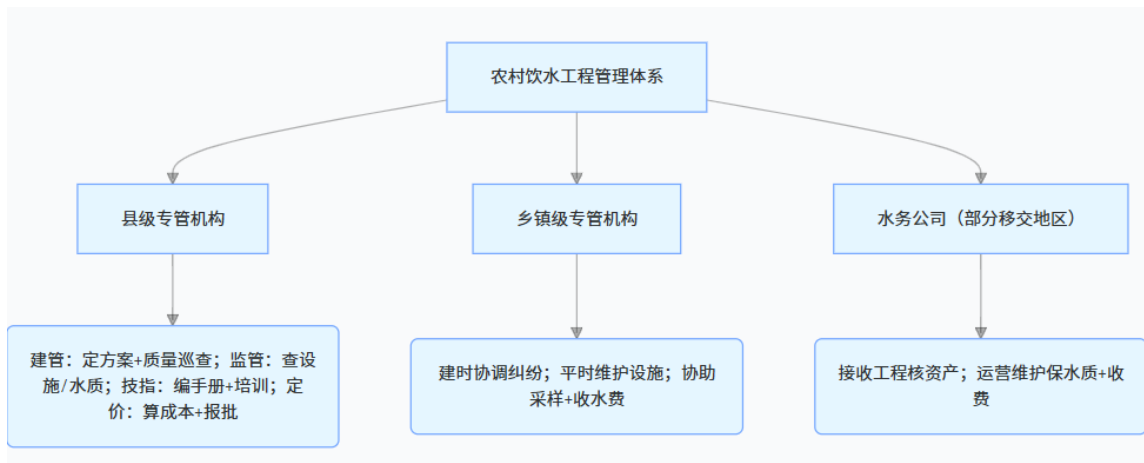 农村饮水工程管理体系
县级专管机构
乡镇级专管机构
水务公司（部分移交地区）
建管：定方案+质量巡查；监管：查设
施/水质；技指：编手册+培训；定
价：算成本+报批
建时协调纠纷；平时维护设施；协助
采样+收水费
接收工程核资产；运营维护保水质+收
费